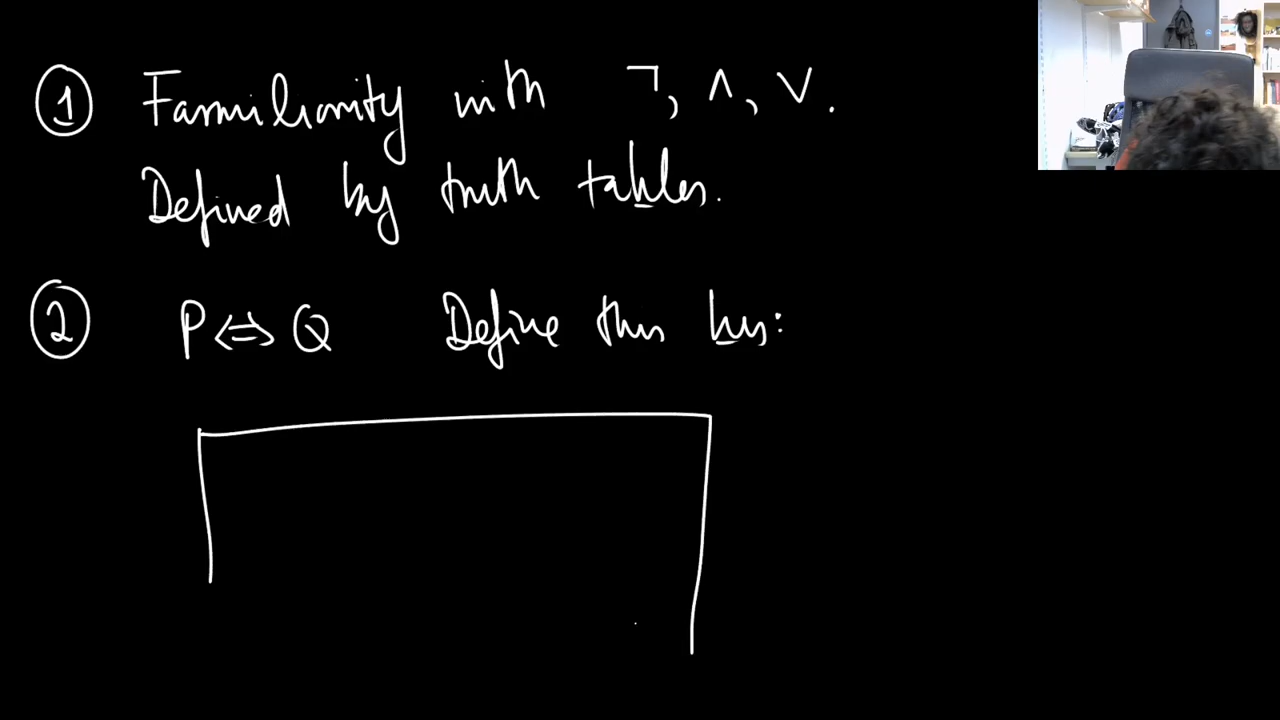 ① Familiarity with ¬, ∧, ∨.
Defined by truth tables.
② P ⇔ Q Define this by: